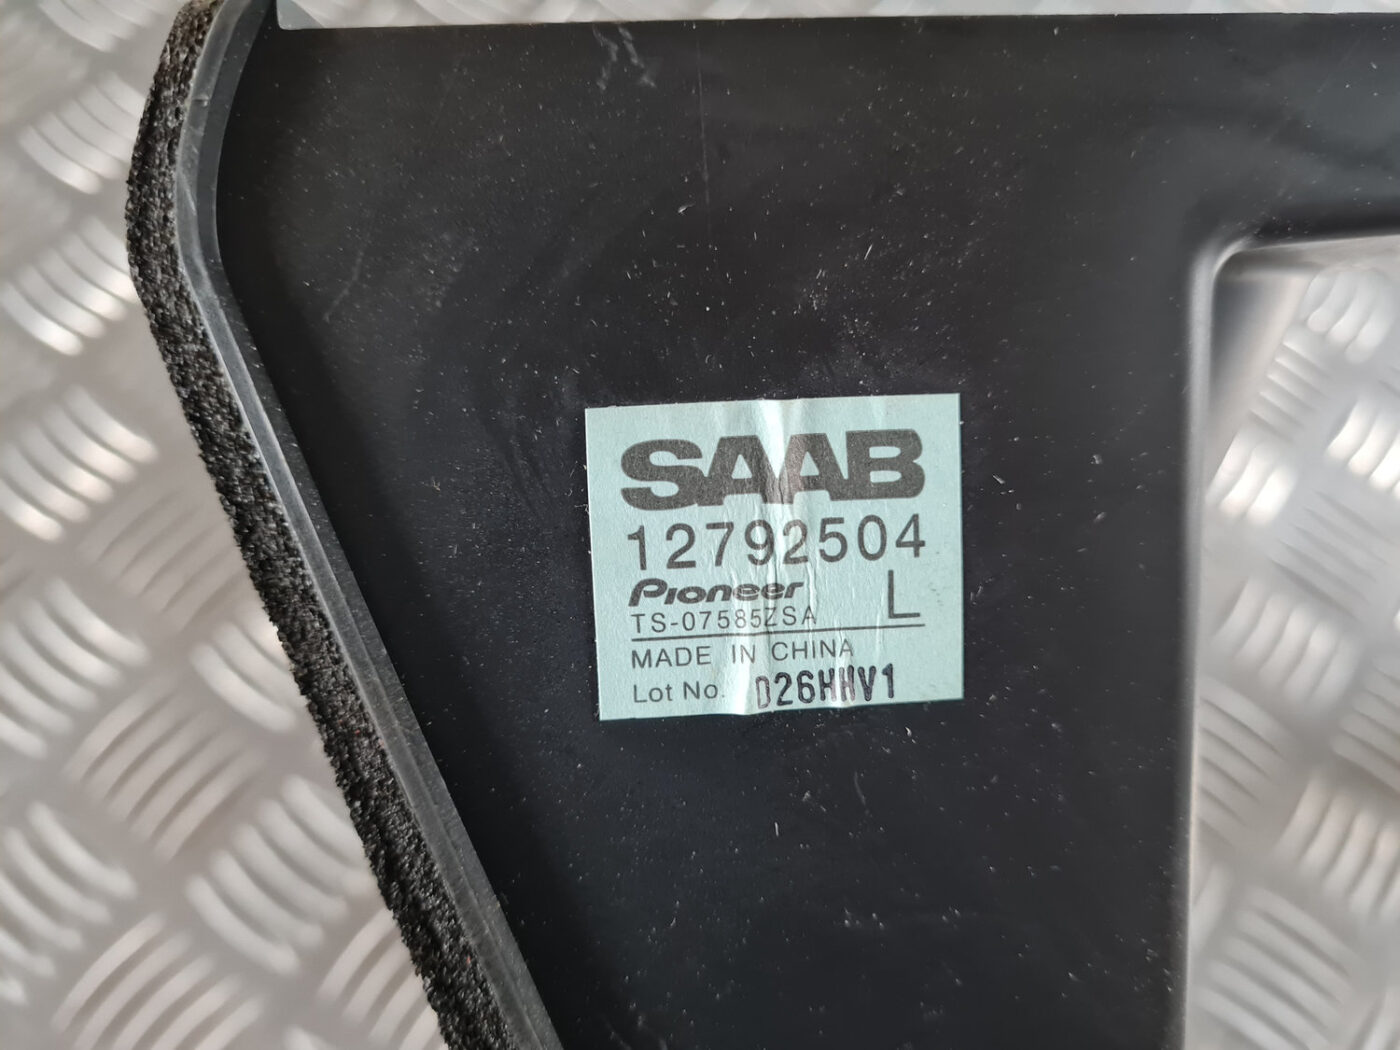 SAAB
12792504
Pioneer L
TS-07585ZSA
MADE IN CHINA
Lot No. D26HHV1